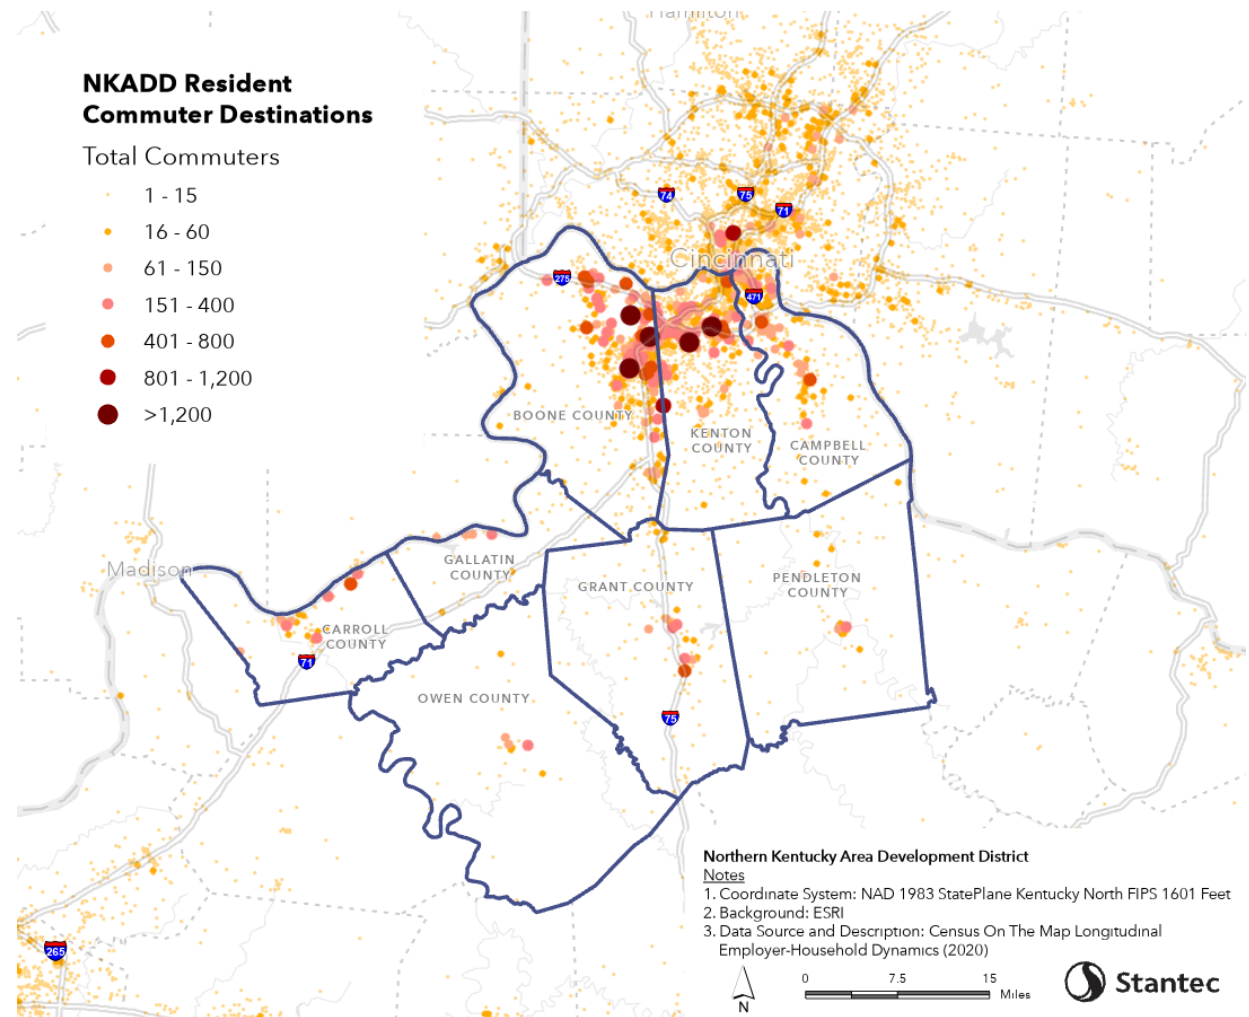 Hamilton
NKADD Resident
Commuter Destinations
Total Commuters
1 - 15
16 - 60
61 - 150
151 - 400
401 - 800
801 - 1,200
>1,200
74
75
71
Cincinnati
275
471
BOONE COUNTY
KENTON
COUNTY
CAMPBELL
COUNTY
Madison
GALLATIN
COUNTY
GRANT COUNTY
PENDLETON
COUNTY
CARROLL
COUNTY
71
OWEN COUNTY
75
265
Northern Kentucky Area Development District
Notes
1. Coordinate System: NAD 1983 StatePlane Kentucky North FIPS 1601 Feet
2. Background: ESRI
3. Data Source and Description: Census On The Map Longitudinal
Employer-Household Dynamics (2020)
N
0 7.5 15
Miles
Stantec